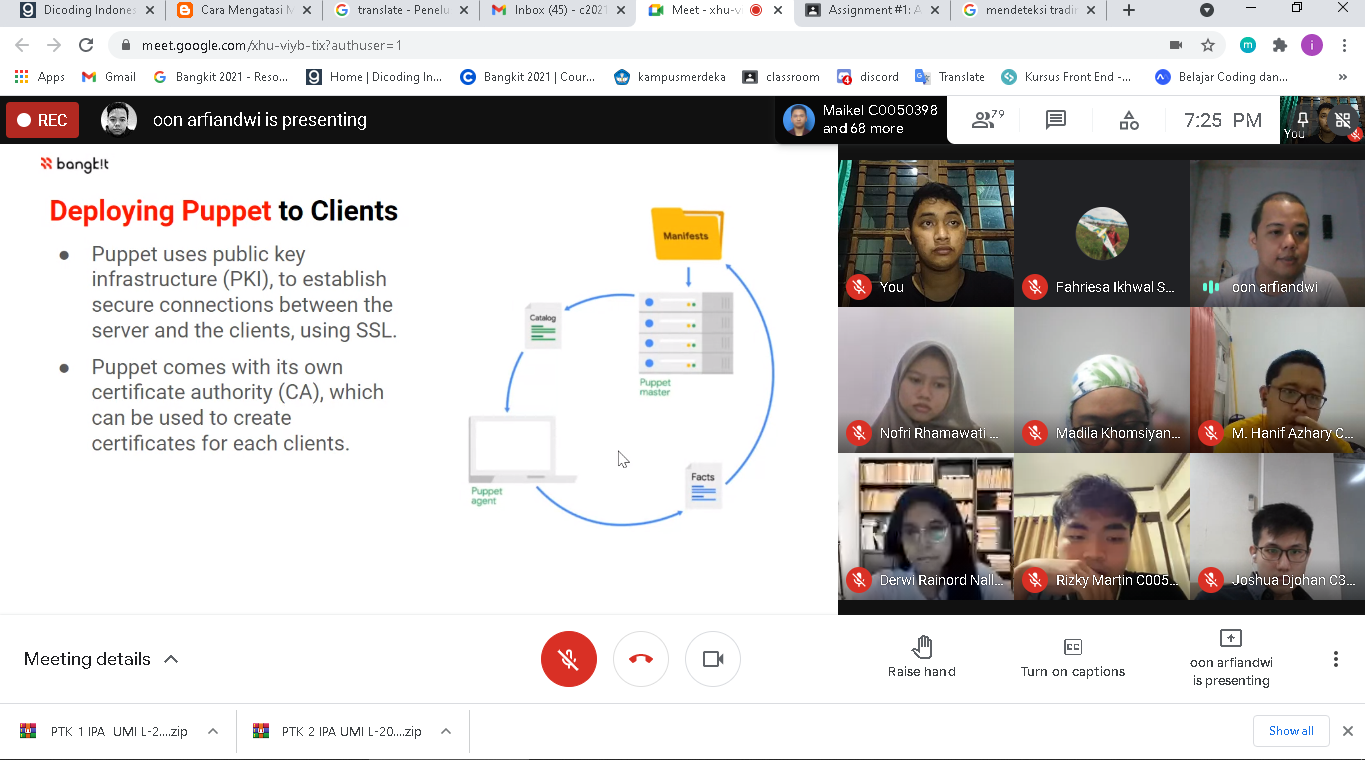 Dicoding Indones
Cara Mengatasi M
translate - Penelu
Inbox (45) - c2021
Meet - xhu-v
Assignment #1: A
mendeteksi tradin
meet.google.com/xhu-viyb-tix?authuser=1
m
i
Apps
Gmail
Bangkit 2021 - Reso...
Home | Dicoding In...
Bangkit 2021 | Cour...
kampusmerdeka
classroom
discord
Translate
Kursus Front End -...
Belajar Coding dan...
»
REC
oon arfiandwi is presenting
Maikel C0050398
and 68 more
79
7:25 PM
You
bangk!t
Deploying Puppet to Clients
● Puppet uses public key
infrastructure (PKI), to establish
secure connections between the
server and the clients, using SSL.
● Puppet comes with its own
certificate authority (CA), which
can be used to create
certificates for each clients.
Manifests
Catalog
Puppet
master
Puppet
agent
Facts
You
Fahriesa Ikhwal S...
oon arfiandwi
Nofri Rhamawati ...
Madila Khomsiyan...
M. Hanif Azhary C...
Derwi Rainord Nall...
Rizky Martin C005...
Joshua Djohan C3...
Meeting details
Raise hand
Turn on captions
oon arfiandwi
is presenting
PTK 1 IPA UMI L-2....zip
PTK 2 IPA UMI L-20....zip
Show all